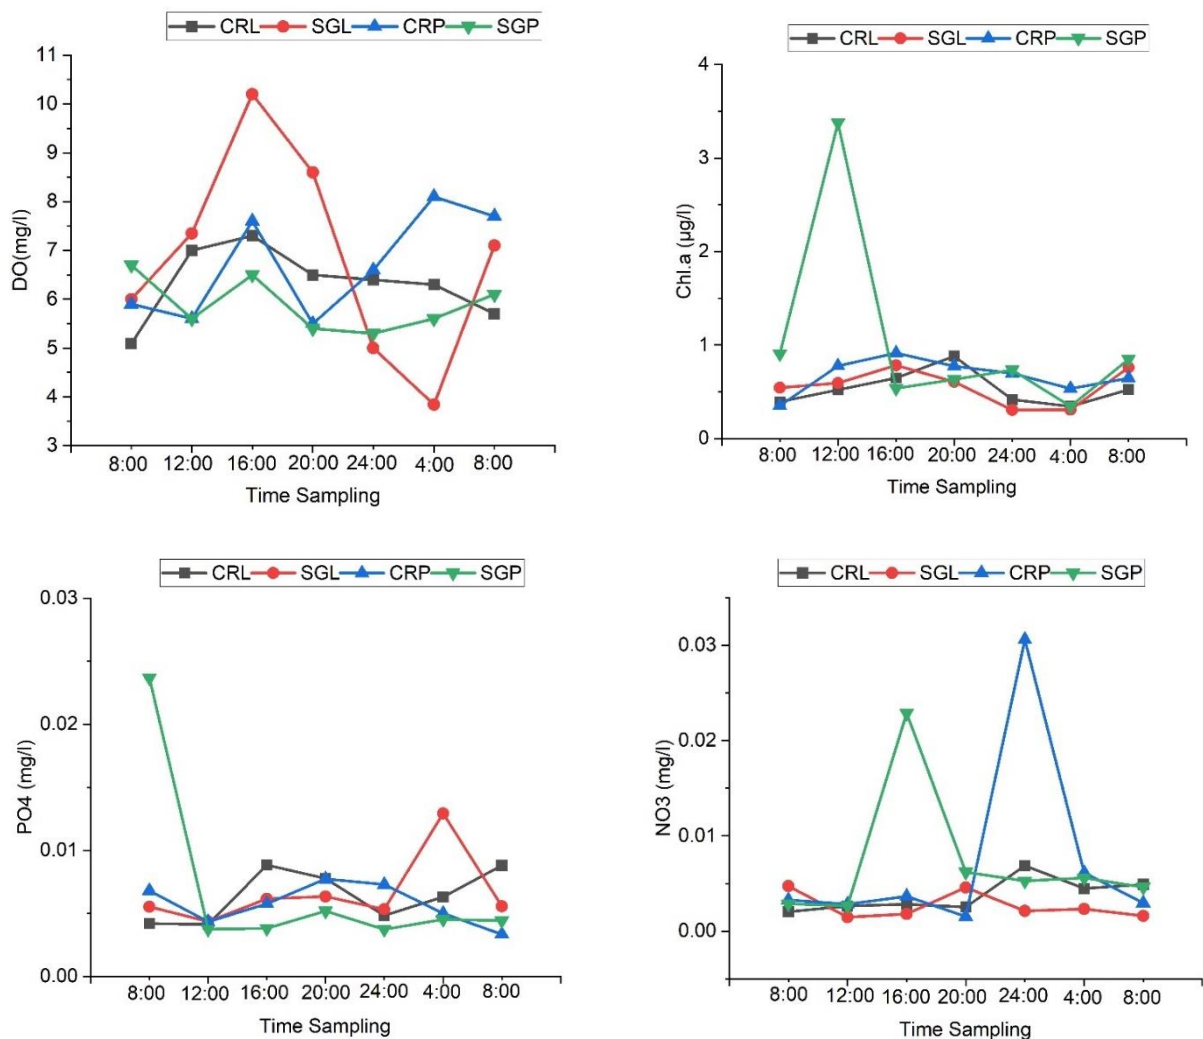 CRL SGL CRP SGP
11
10
9
8
7
6
5
4
3
DO(mg/l)
8:00 12:00 16:00 20:00 24:00 4:00 8:00
Time Sampling
CRL SGL CRP SGP
4
3
2
1
0
Chl.a (µg/l)
8:00 12:00 16:00 20:00 24:00 4:00 8:00
Time Sampling
CRL SGL CRP SGP
0.03
0.02
0.01
0.00
PO4 (mg/l)
8:00 12:00 16:00 20:00 24:00 4:00 8:00
Time Sampling
CRL SGL CRP SGP
0.03
0.02
0.01
0.00
NO3 (mg/l)
8:00 12:00 16:00 20:00 24:00 4:00 8:00
Time Sampling